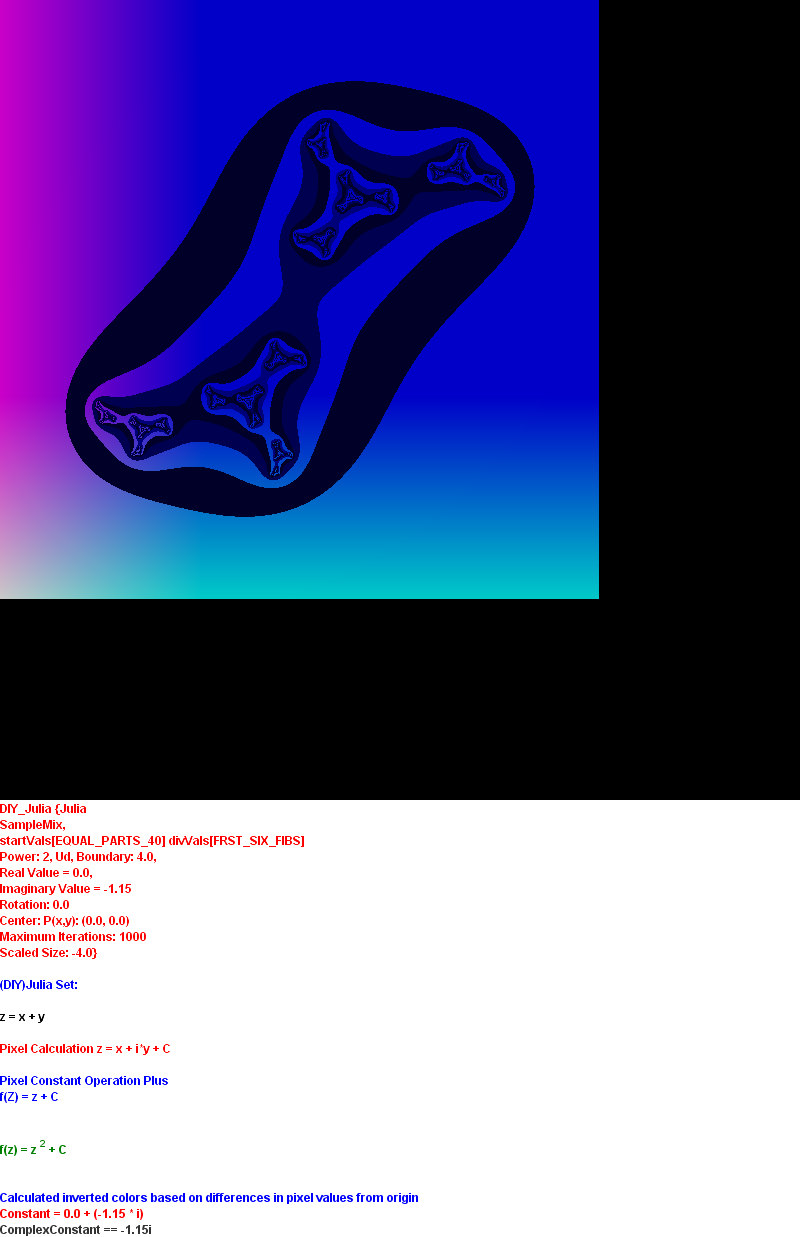 DIY_Julia {Julia
SampleMix,
startVals[EQUAL_PARTS_40] divVals[FRST_SIX_FIBS]
Power: 2, Ud, Boundary: 4.0,
Real Value = 0.0,
Imaginary Value = -1.15
Rotation: 0.0
Center: P(x,y): (0.0, 0.0)
Maximum Iterations: 1000
Scaled Size: -4.0}
(DIY)Julia Set:
z = x + y
Pixel Calculation z = x + i*y + C
Pixel Constant Operation Plus
f(Z) = z + C
f(z) = z ² + C
Calculated inverted colors based on differences in pixel values from origin
Constant = 0.0 + (-1.15 * i)
ComplexConstant == -1.15i